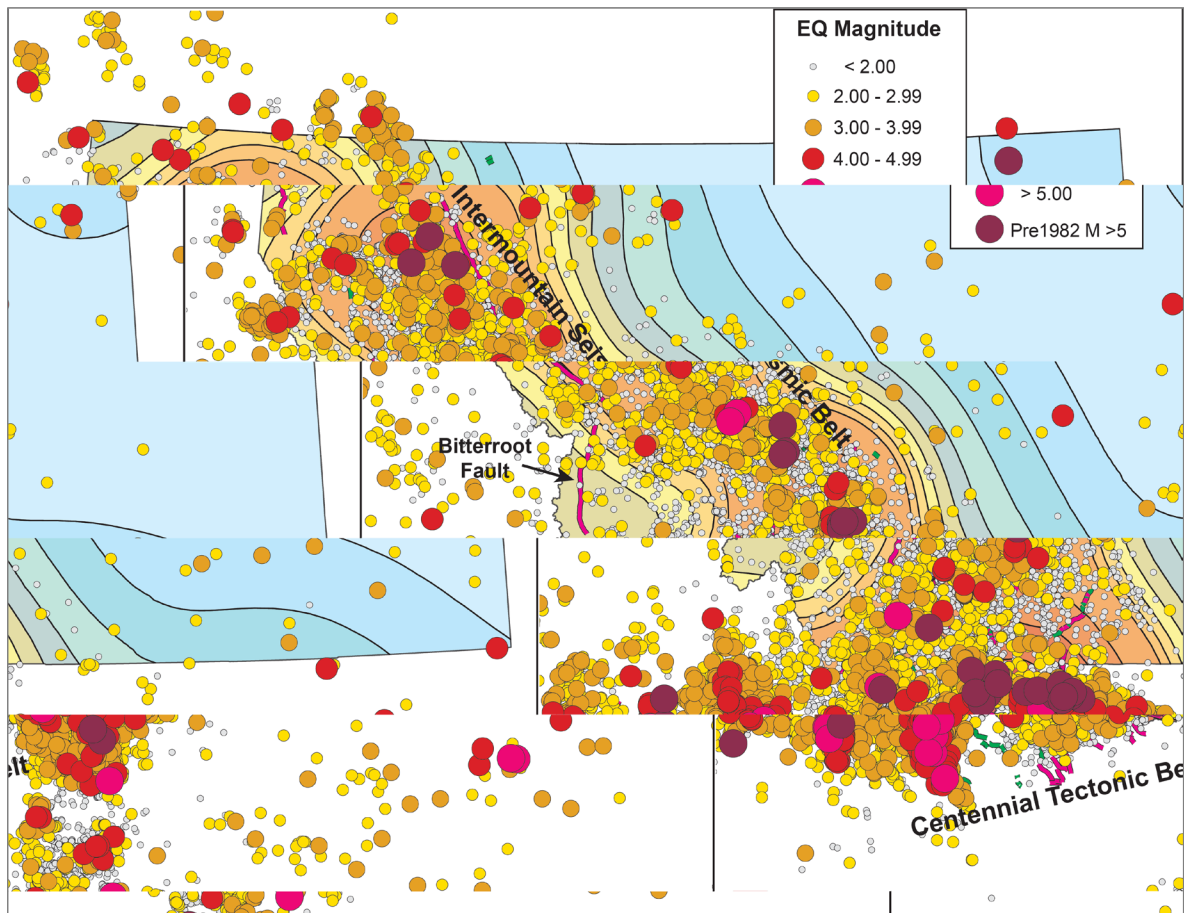 EQ Magnitude
< 2.00
2.00 - 2.99
3.00 - 3.99
4.00 - 4.99
> 5.00
Pre1982 M >5
Intermountain Seis
smic Belt
Bitterroot
Fault
elt
Centennial Tectonic Be